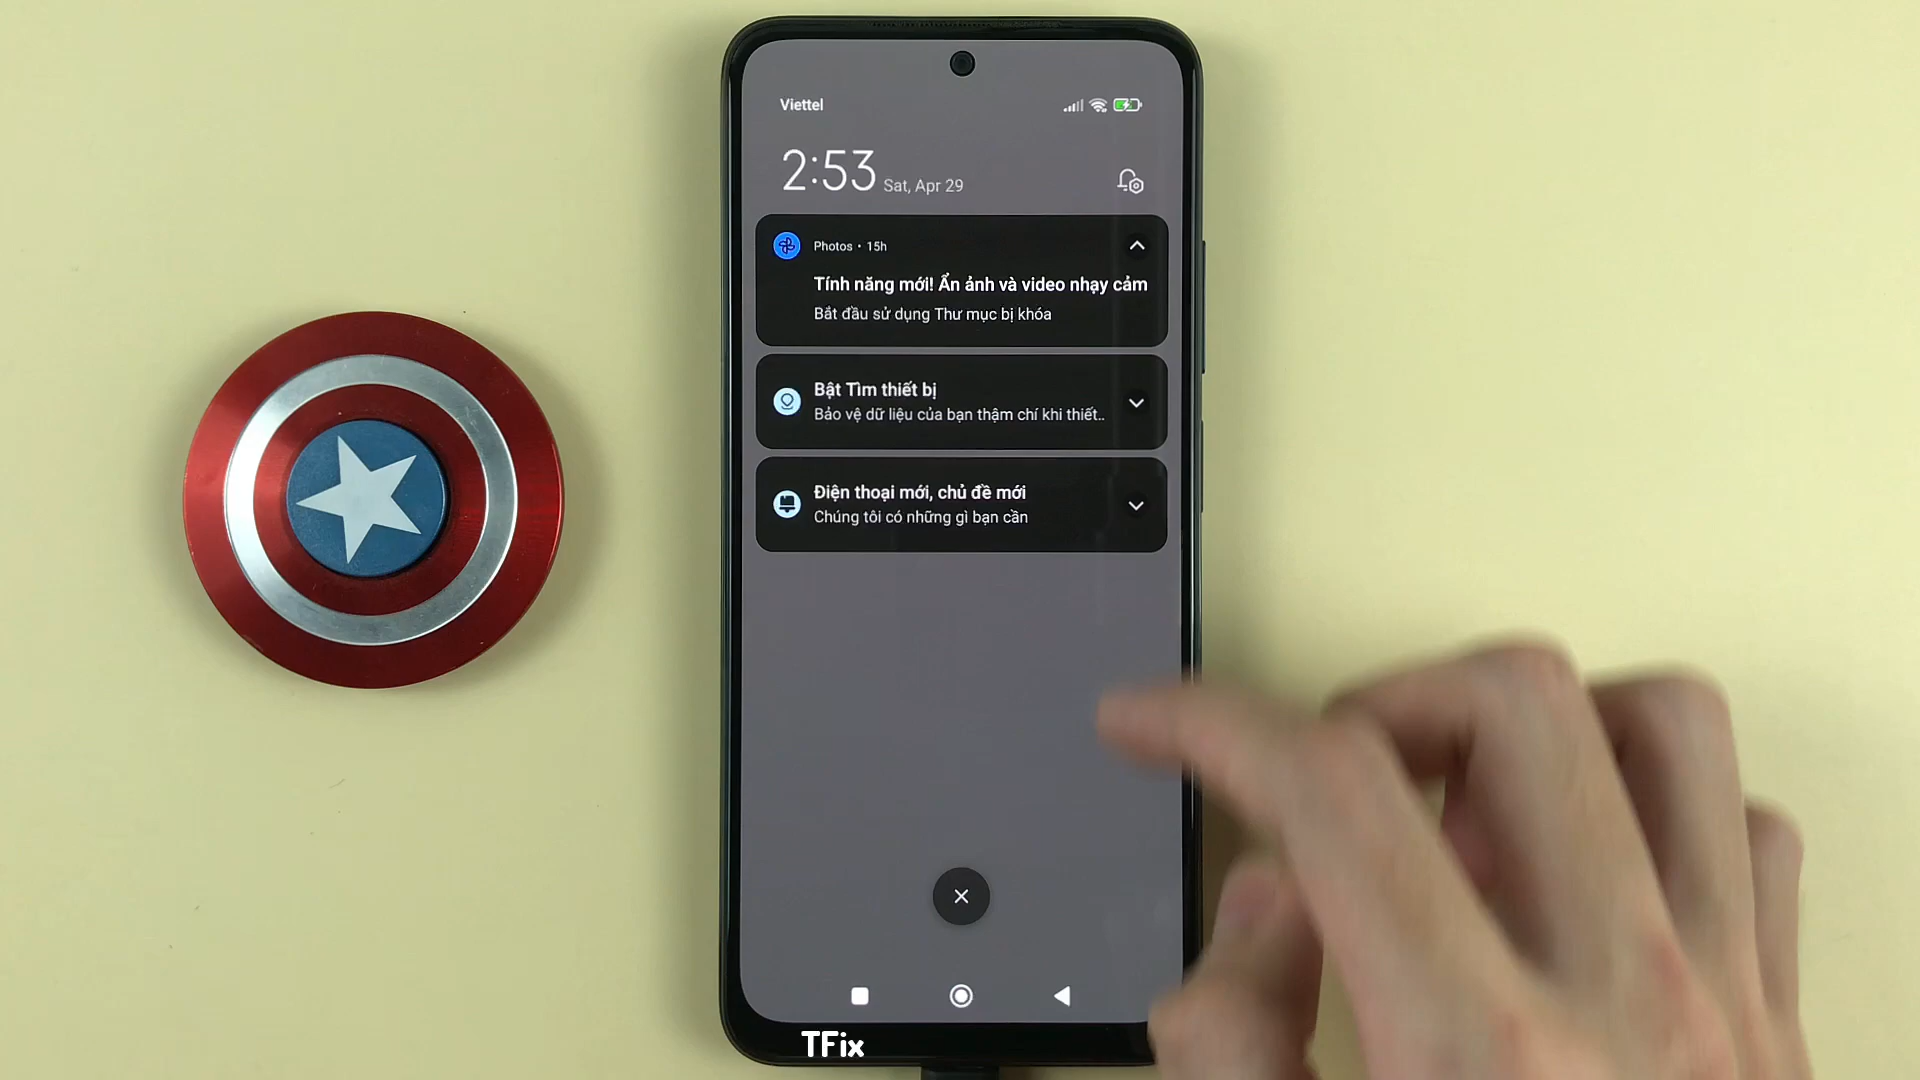 Viettel
2:53 Sat, Apr 29
Photos • 15h
Tính năng mới! Ẩn ảnh và video nhạy cảm
Bắt đầu sử dụng Thư mục bị khóa
Bật Tìm thiết bị
Bảo vệ dữ liệu của bạn thậm chí khi thiết..
Điện thoại mới, chủ đề mới
Chúng tôi có những gì bạn cần
TFix